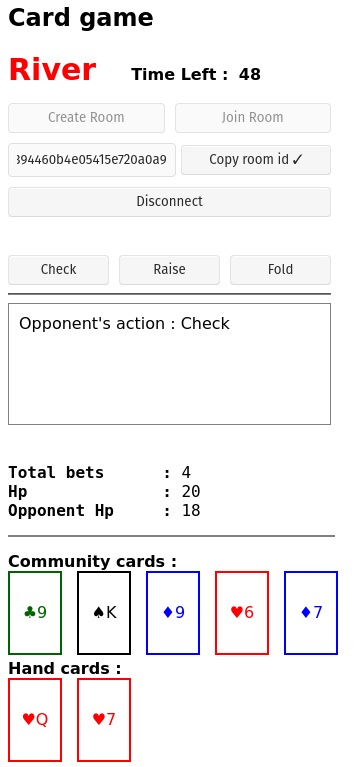 Card game
River Time Left : 48
Create Room Join Room
394460b4e05415e720a0a9 Copy room id ✓
Disconnect
Check Raise Fold
Opponent's action : Check
Total bets : 4
Hp : 20
Opponent Hp : 18
Community cards :
♣9 ♠K ♦9 ♥6 ♦7
Hand cards :
♥Q ♥7